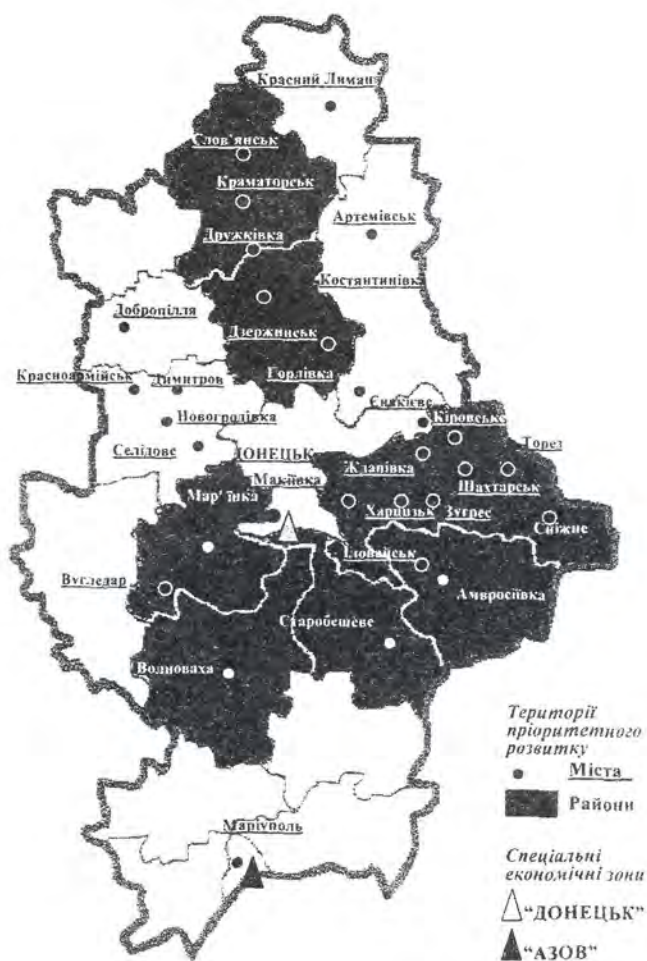 Красний Лиман
Слов'янськ
Краматорськ
Артемівськ
Дружківка
Костянтинівка
Добропілля
Дзержинськ
Горлівка
Красноармійськ
Димитров
Єнакієве
Кіровське
Новогродівка
Торез
ДОНЕЦЬК
Селідове
Жданівка
Макіївка
Шахтарськ
Мар'їнка
Харцизьк
Зугрес
Сніжне
Іловайськ
Вугледар
Амвросіївка
Старобешеве
Волноваха
Території
пріоритетного
розвитку
Міста
Райони
Маріуполь
Спеціальні
економічні зони
"ДОНЕЦЬК"
"АЗОВ"